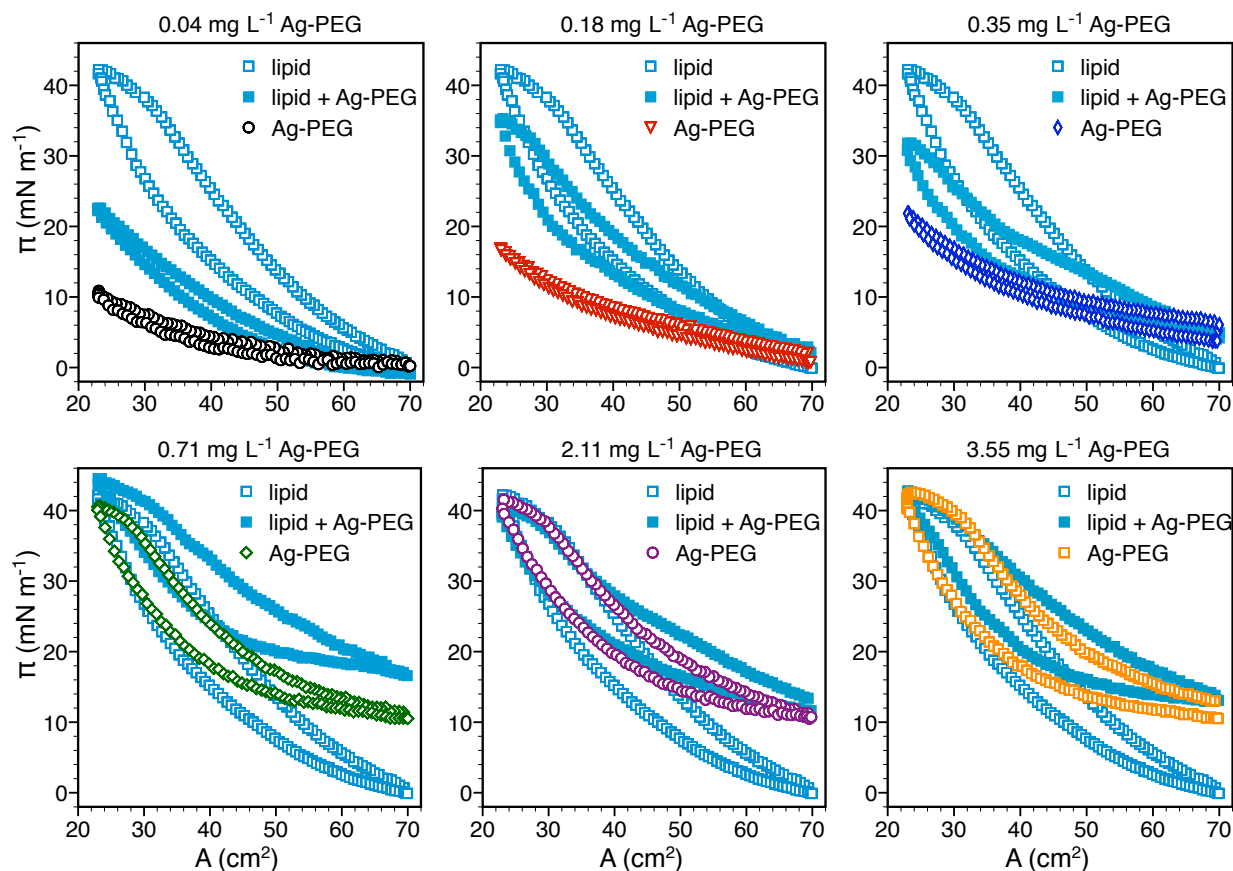 0.04 mg L⁻¹ Ag-PEG
0.18 mg L⁻¹ Ag-PEG
0.35 mg L⁻¹ Ag-PEG
lipid
lipid + Ag-PEG
Ag-PEG
lipid
lipid + Ag-PEG
Ag-PEG
lipid
lipid + Ag-PEG
Ag-PEG
π (mN m⁻¹)
40
30
20
10
0
20 30 40 50 60 70
40
30
20
10
0
20 30 40 50 60 70
40
30
20
10
0
20 30 40 50 60 70
0.71 mg L⁻¹ Ag-PEG
2.11 mg L⁻¹ Ag-PEG
3.55 mg L⁻¹ Ag-PEG
lipid
lipid + Ag-PEG
Ag-PEG
lipid
lipid + Ag-PEG
Ag-PEG
lipid
lipid + Ag-PEG
Ag-PEG
π (mN m⁻¹)
40
30
20
10
0
20 30 40 50 60 70
A (cm²)
40
30
20
10
0
20 30 40 50 60 70
A (cm²)
40
30
20
10
0
20 30 40 50 60 70
A (cm²)